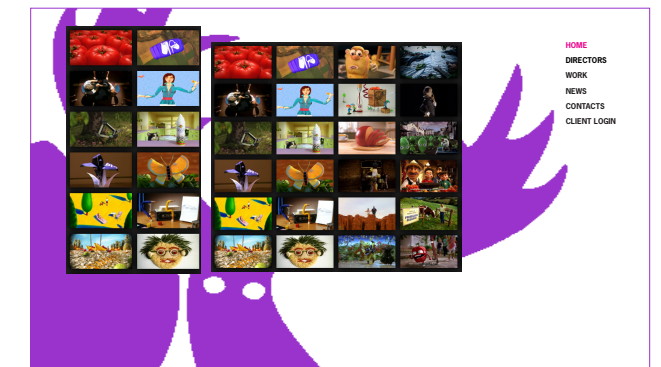 HOME
DIRECTORS
WORK
NEWS
CONTACTS
CLIENT LOGIN